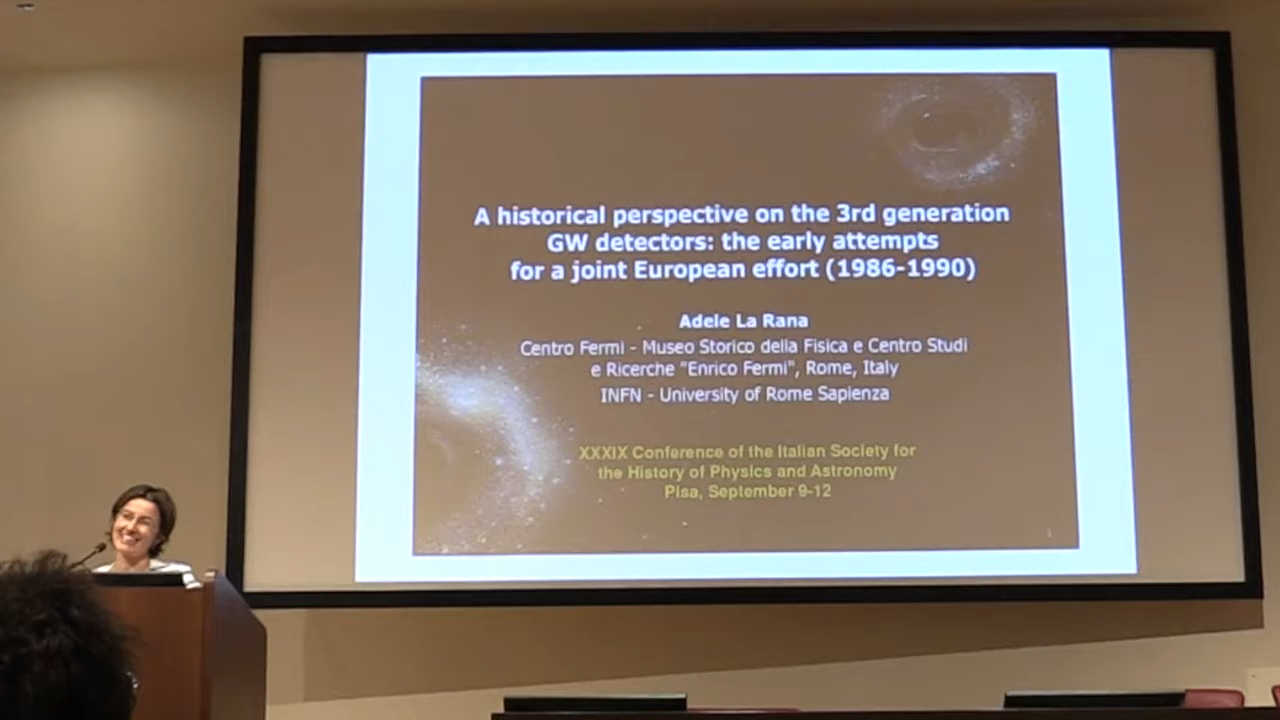 A historical perspective on the 3rd generation
GW detectors: the early attempts
for a joint European effort (1986-1990)
Adele La Rana
Centro Fermi - Museo Storico della Fisica e Centro Studi
e Ricerche "Enrico Fermi", Rome, Italy
INFN - University of Rome Sapienza
XXXIX Conference of the Italian Society for
the History of Physics and Astronomy
Pisa, September 9-12
1